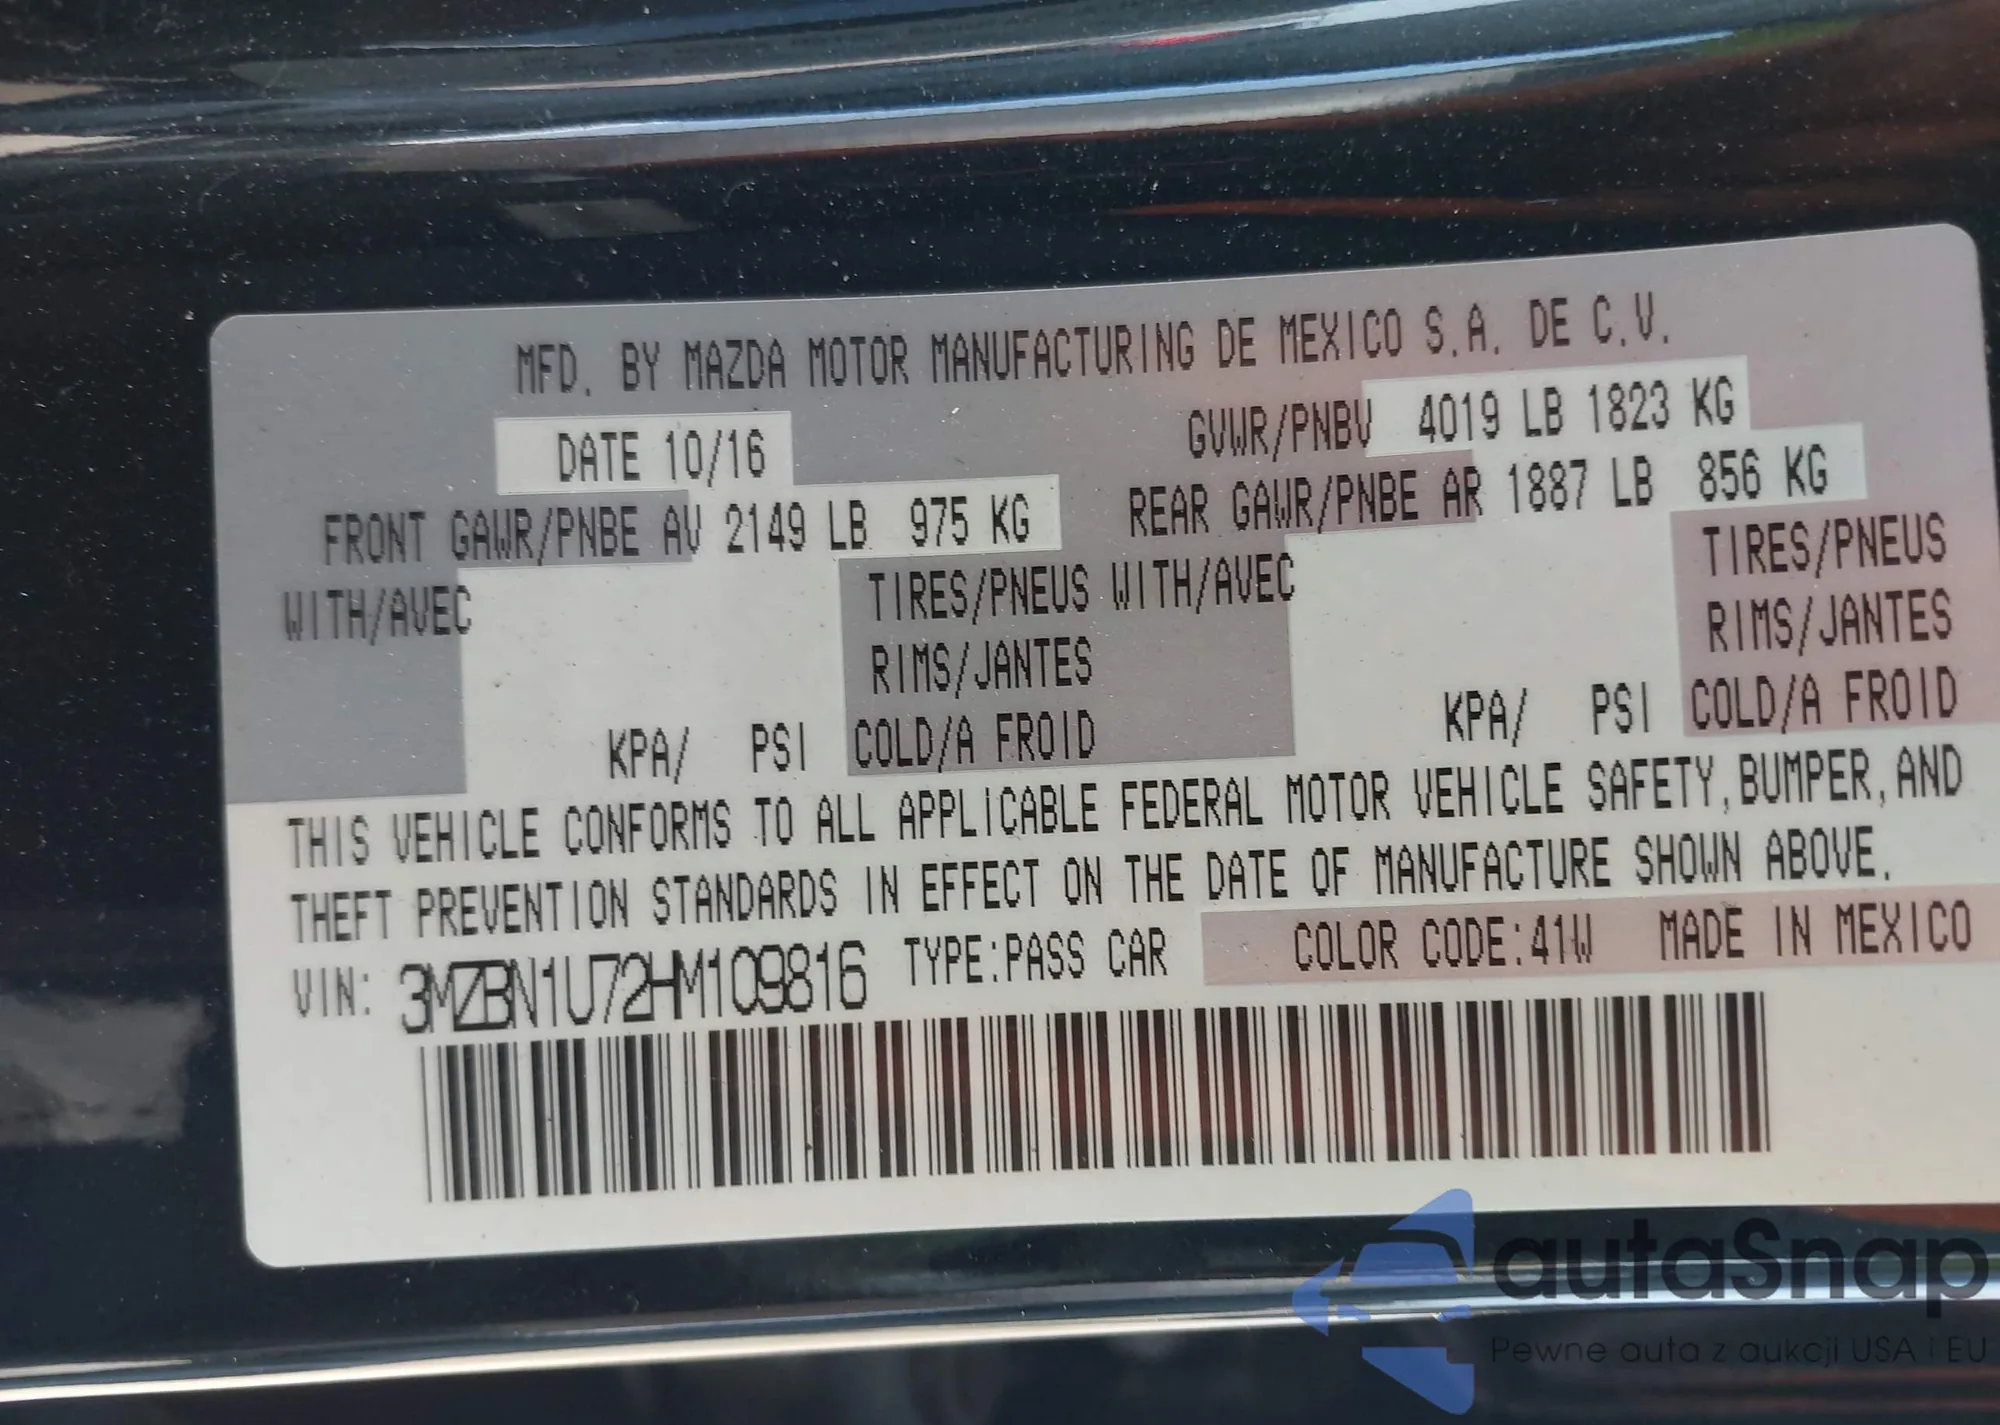 MFD. BY MAZDA MOTOR MANUFACTURING DE MEXICO S.A. DE C.V.
DATE 10/16 GVWR/PNBV 4019 LB 1823 KG
FRONT GAWR/PNBE AV 2149 LB 975 KG REAR GAWR/PNBE AR 1887 LB 856 KG
WITH/AVEC TIRES/PNEUS WITH/AVEC TIRES/PNEUS
RIMS/JANTES RIMS/JANTES
KPA/ PSI COLD/A FROID KPA/ PSI COLD/A FROID
THIS VEHICLE CONFORMS TO ALL APPLICABLE FEDERAL MOTOR VEHICLE SAFETY, BUMPER, AND
THEFT PREVENTION STANDARDS IN EFFECT ON THE DATE OF MANUFACTURE SHOWN ABOVE.
VIN: 3MZBN1U72HM109816 TYPE:PASS CAR COLOR CODE:41W MADE IN MEXICO
autaSnap
Pewne auta z aukcji USA i EU